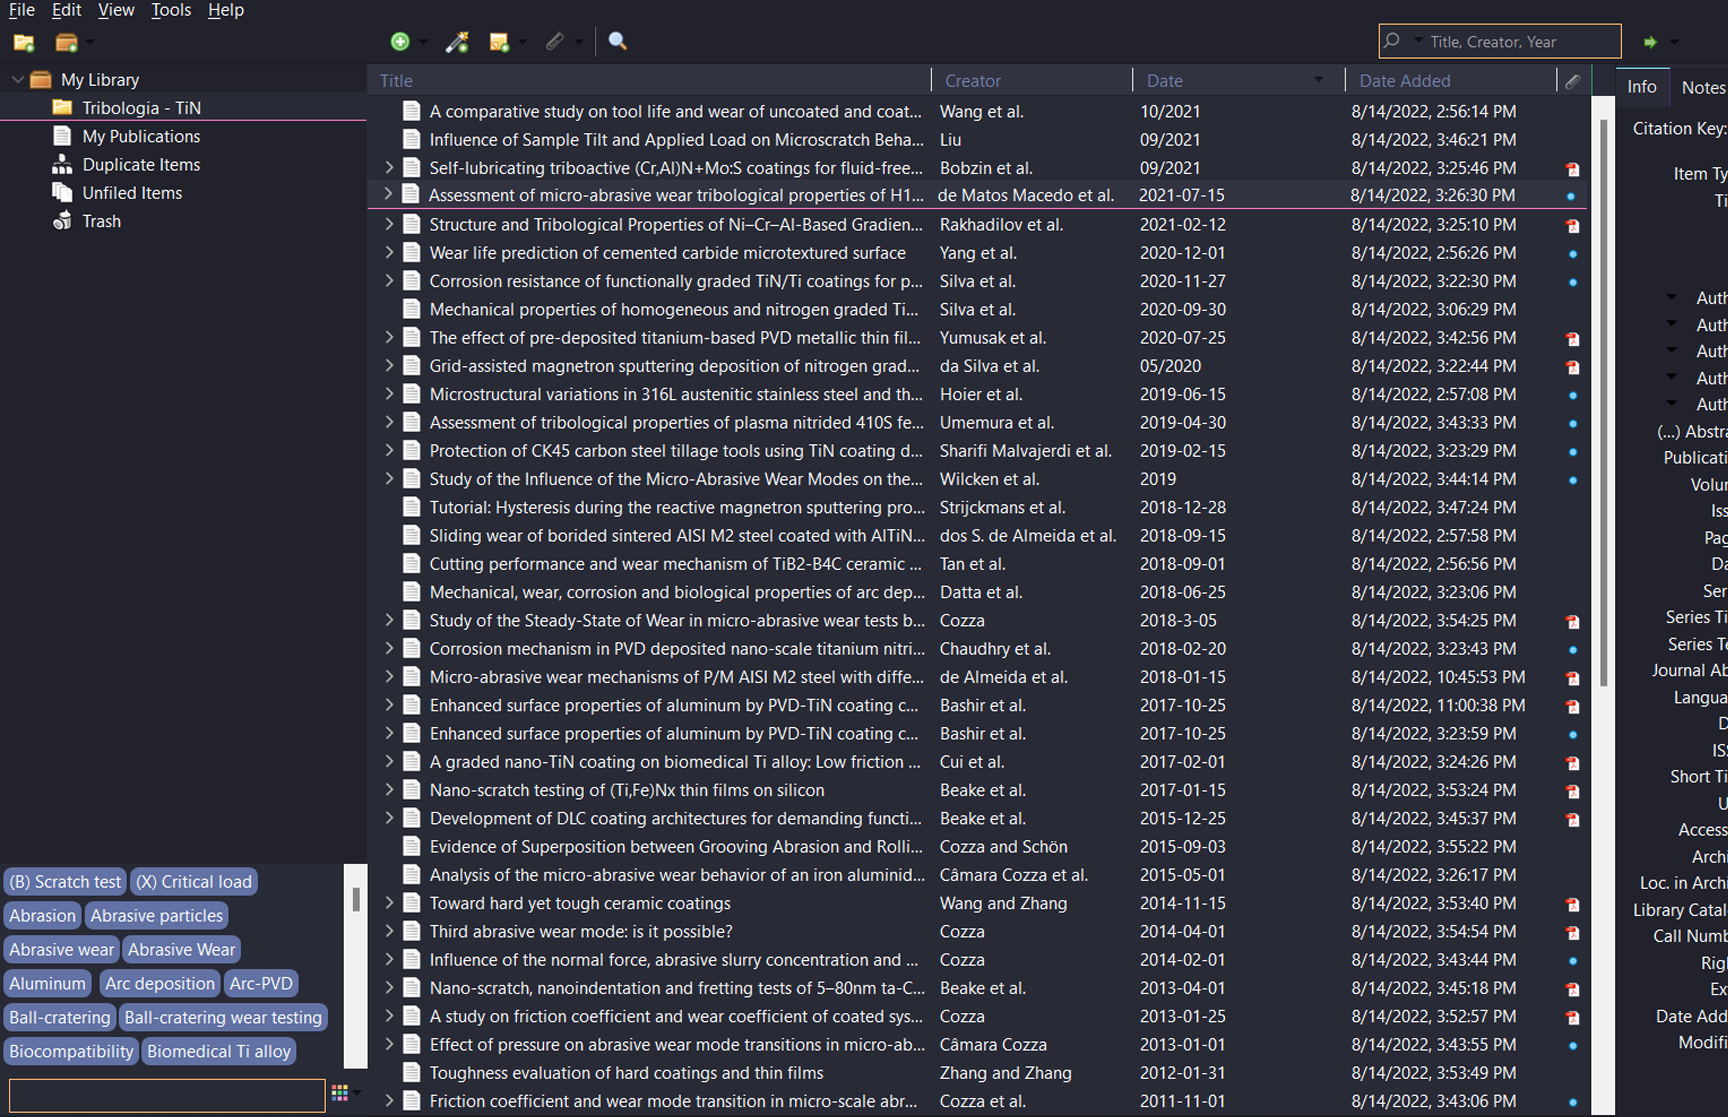 File Edit View Tools Help
Title, Creator, Year
My Library
Tribologia - TiN
My Publications
Duplicate Items
Unfiled Items
Trash
Title Creator Date Date Added
A comparative study on tool life and wear of uncoated and coat... Wang et al. 10/2021 8/14/2022, 2:56:14 PM
Influence of Sample Tilt and Applied Load on Microscratch Beha... Liu 09/2021 8/14/2022, 3:46:21 PM
Self-lubricating triboactive (Cr,Al)N+Mo:S coatings for fluid-free... Bobzin et al. 09/2021 8/14/2022, 3:25:46 PM
Assessment of micro-abrasive wear tribological properties of H1... de Matos Macedo et al. 2021-07-15 8/14/2022, 3:26:30 PM
Structure and Tribological Properties of Ni–Cr–Al-Based Gradien... Rakhadilov et al. 2021-02-12 8/14/2022, 3:25:10 PM
Wear life prediction of cemented carbide microtextured surface Yang et al. 2020-12-01 8/14/2022, 2:56:26 PM
Corrosion resistance of functionally graded TiN/Ti coatings for p... Silva et al. 2020-11-27 8/14/2022, 3:22:30 PM
Mechanical properties of homogeneous and nitrogen graded Ti... Silva et al. 2020-09-30 8/14/2022, 3:06:29 PM
The effect of pre-deposited titanium-based PVD metallic thin fil... Yumusak et al. 2020-07-25 8/14/2022, 3:42:56 PM
Grid-assisted magnetron sputtering deposition of nitrogen grad... da Silva et al. 05/2020 8/14/2022, 3:22:44 PM
Microstructural variations in 316L austenitic stainless steel and th... Hoier et al. 2019-06-15 8/14/2022, 2:57:08 PM
Assessment of tribological properties of plasma nitrided 410S fe... Umemura et al. 2019-04-30 8/14/2022, 3:43:33 PM
Protection of CK45 carbon steel tillage tools using TiN coating d... Sharifi Malvajerdi et al. 2019-02-15 8/14/2022, 3:23:29 PM
Study of the Influence of the Micro-Abrasive Wear Modes on the... Wilcken et al. 2019 8/14/2022, 3:44:14 PM
Tutorial: Hysteresis during the reactive magnetron sputtering pro... Strijckmans et al. 2018-12-28 8/14/2022, 3:47:24 PM
Sliding wear of borided sintered AISI M2 steel coated with AlTiN... dos S. de Almeida et al. 2018-09-15 8/14/2022, 2:57:58 PM
Cutting performance and wear mechanism of TiB2-B4C ceramic ... Tan et al. 2018-09-01 8/14/2022, 2:56:56 PM
Mechanical, wear, corrosion and biological properties of arc dep... Datta et al. 2018-06-25 8/14/2022, 3:23:06 PM
Study of the Steady-State of Wear in micro-abrasive wear tests b... Cozza 2018-3-05 8/14/2022, 3:54:25 PM
Corrosion mechanism in PVD deposited nano-scale titanium nitri... Chaudhry et al. 2018-02-20 8/14/2022, 3:23:43 PM
Micro-abrasive wear mechanisms of P/M AISI M2 steel with diffe... de Almeida et al. 2018-01-15 8/14/2022, 10:45:53 PM
Enhanced surface properties of aluminum by PVD-TiN coating c... Bashir et al. 2017-10-25 8/14/2022, 11:00:38 PM
Enhanced surface properties of aluminum by PVD-TiN coating c... Bashir et al. 2017-10-25 8/14/2022, 3:23:59 PM
A graded nano-TiN coating on biomedical Ti alloy: Low friction ... Cui et al. 2017-02-01 8/14/2022, 3:24:26 PM
Nano-scratch testing of (Ti,Fe)Nx thin films on silicon Beake et al. 2017-01-15 8/14/2022, 3:53:24 PM
Development of DLC coating architectures for demanding functi... Beake et al. 2015-12-25 8/14/2022, 3:45:37 PM
Evidence of Superposition between Grooving Abrasion and Rolli... Cozza and Schön 2015-09-03 8/14/2022, 3:55:22 PM
Analysis of the micro-abrasive wear behavior of an iron aluminid... Câmara Cozza et al. 2015-05-01 8/14/2022, 3:26:17 PM
Toward hard yet tough ceramic coatings Wang and Zhang 2014-11-15 8/14/2022, 3:53:40 PM
Third abrasive wear mode: is it possible? Cozza 2014-04-01 8/14/2022, 3:54:54 PM
Influence of the normal force, abrasive slurry concentration and ... Cozza 2014-02-01 8/14/2022, 3:43:44 PM
Nano-scratch, nanoindentation and fretting tests of 5–80nm ta-C... Beake et al. 2013-04-01 8/14/2022, 3:45:18 PM
A study on friction coefficient and wear coefficient of coated sys... Cozza 2013-01-25 8/14/2022, 3:52:57 PM
Effect of pressure on abrasive wear mode transitions in micro-ab... Câmara Cozza 2013-01-01 8/14/2022, 3:43:55 PM
Toughness evaluation of hard coatings and thin films Zhang and Zhang 2012-01-31 8/14/2022, 3:53:49 PM
Friction coefficient and wear mode transition in micro-scale abr... Cozza et al. 2011-11-01 8/14/2022, 3:43:06 PM
(B) Scratch test (X) Critical load
Abrasion Abrasive particles
Abrasive wear Abrasive Wear
Aluminum Arc deposition Arc-PVD
Ball-cratering Ball-cratering wear testing
Biocompatibility Biomedical Ti alloy
Info Notes
Citation Key:
Item Ty
Ti
Auth
Auth
Auth
Auth
Auth
(...) Abstra
Publicati
Volur
Iss
Pag
Da
Ser
Series Ti
Series Te
Journal Ab
Langua
D
ISS
Short Ti
U
Access
Archi
Loc. in Archi
Library Catal
Call Numb
Righ
Ex
Date Add
Modifi